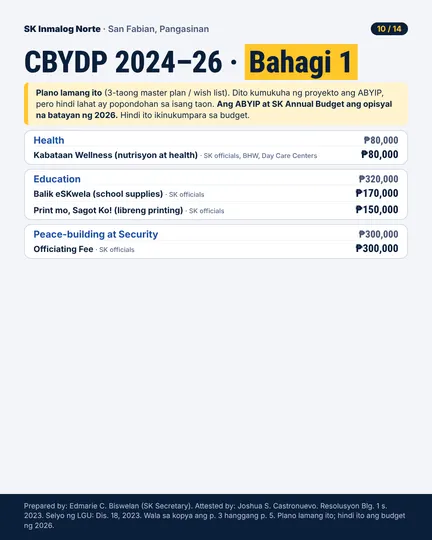 SK Inmalog Norte · San Fabian, Pangasinan
10 / 14
CBYDP 2024–26 · Bahagi 1
Plano lamang ito (3-taong master plan / wish list). Dito kumukuha ng proyekto ang ABYIP,
pero hindi lahat ay popondohan sa isang taon. Ang ABYIP at SK Annual Budget ang opisyal
na batayan ng 2026. Hindi ito ikinukumpara sa budget.
Health ₱80,000
Kabataan Wellness (nutrisyon at health) · SK officials, BHW, Day Care Centers ₱80,000
Education ₱320,000
Balik eSKwela (school supplies) · SK officials ₱170,000
Print mo, Sagot Ko! (libreng printing) · SK officials ₱150,000
Peace-building at Security ₱300,000
Officiating Fee · SK officials ₱300,000
Prepared by: Edmarie C. Biswelan (SK Secretary). Attested by: Joshua S. Castronuevo. Resolusyon Blg. 1 s.
2023. Selyo ng LGU: Dis. 18, 2023. Wala sa kopya ang p. 3 hanggang p. 5. Plano lamang ito; hindi ito ang budget
ng 2026.